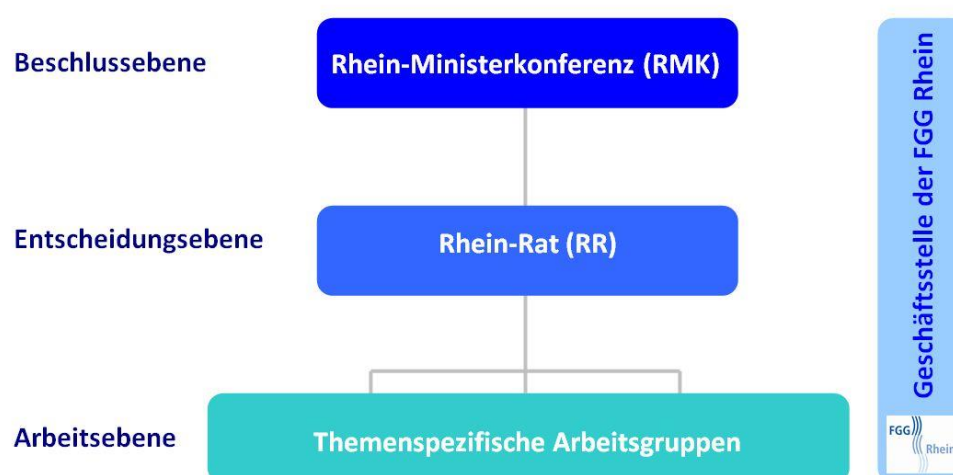 Beschlussebene
Rhein-Ministerkonferenz (RMK)
Entscheidungsebene
Rhein-Rat (RR)
Arbeitsebene
Themenspezifische Arbeitsgruppen
Geschäftsstelle der FGG Rhein
FGG
Rhein